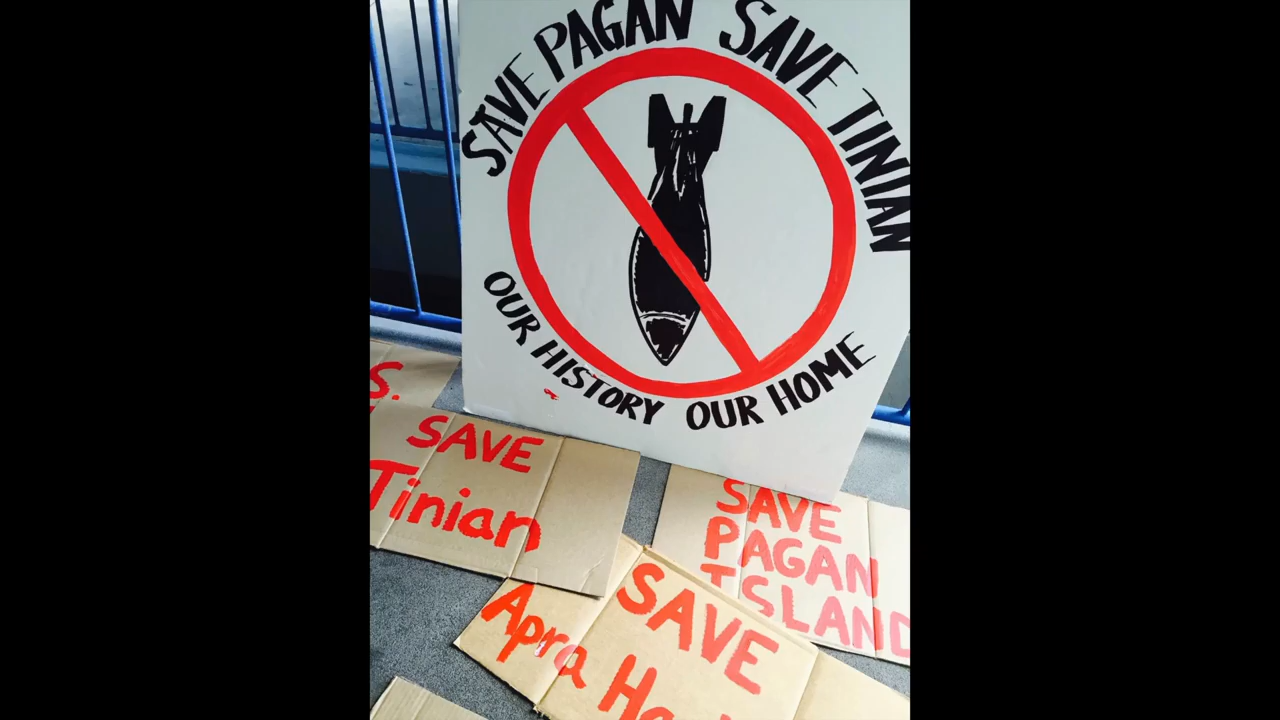 SAVE PAGAN SAVE TINIAN
OUR HISTORY OUR HOME
S.
SAVE
Tinian
SAVE
PAGAN
ISLAND
SAVE
Apra